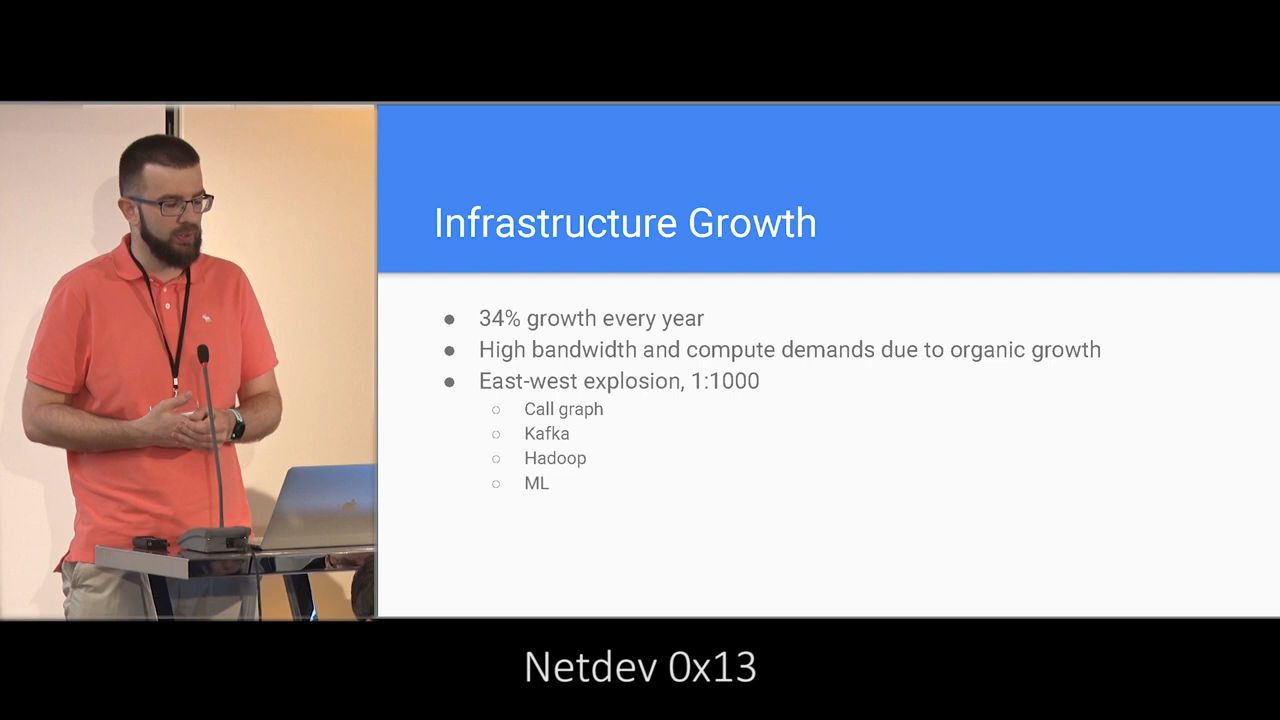 Infrastructure Growth
● 34% growth every year
● High bandwidth and compute demands due to organic growth
● East-west explosion, 1:1000
○ Call graph
○ Kafka
○ Hadoop
○ ML
Netdev 0x13